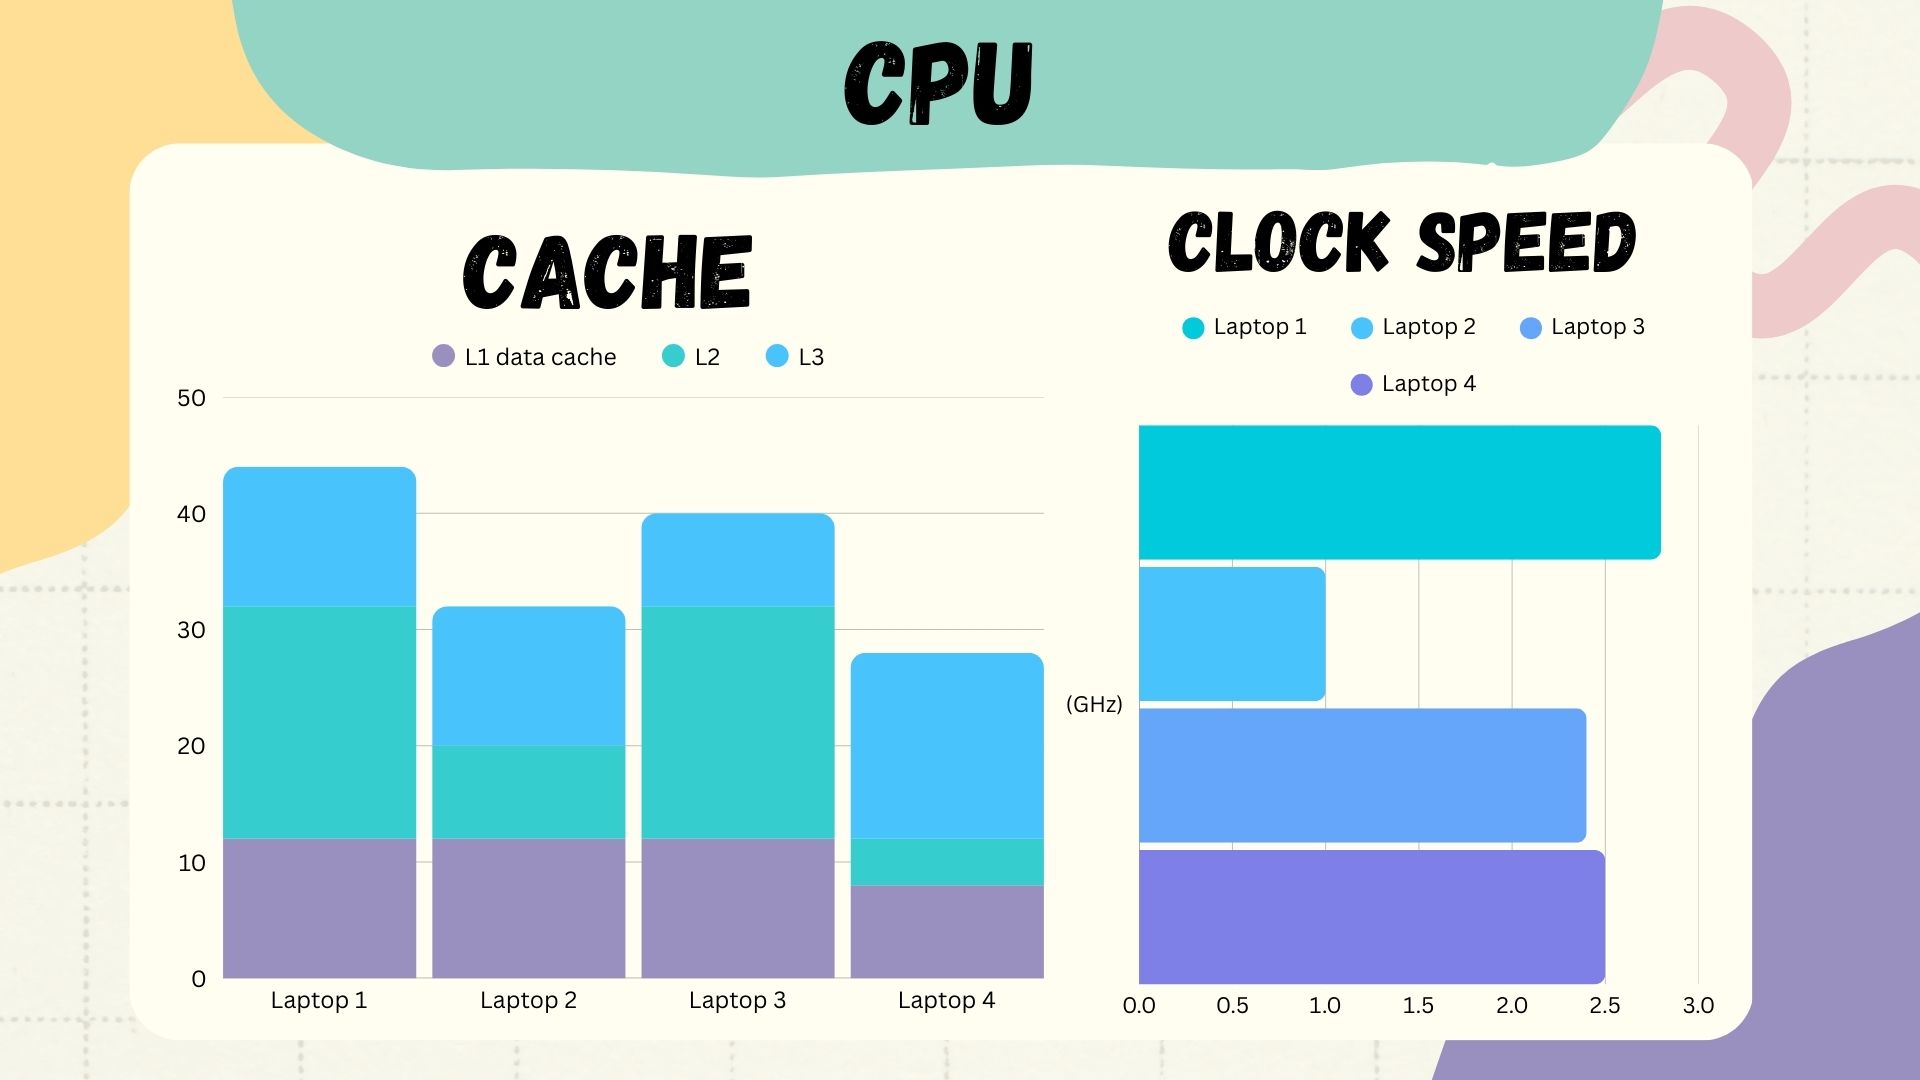 CPU
CACHE
L1 data cache L2 L3
50
40
30
20
10
0
Laptop 1 Laptop 2 Laptop 3 Laptop 4
CLOCK SPEED
Laptop 1 Laptop 2 Laptop 3
Laptop 4
(GHz)
0.0 0.5 1.0 1.5 2.0 2.5 3.0